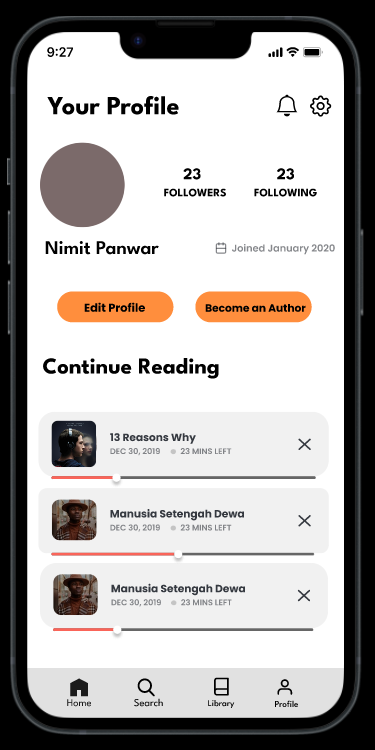 9:27
Your Profile
23 23
FOLLOWERS FOLLOWING
Nimit Panwar Joined January 2020
Edit Profile Become an Author
Continue Reading
13 Reasons Why
DEC 30, 2019 23 MINS LEFT
Manusia Setengah Dewa
DEC 30, 2019 23 MINS LEFT
Manusia Setengah Dewa
DEC 30, 2019 23 MINS LEFT
Home Search Library Profile